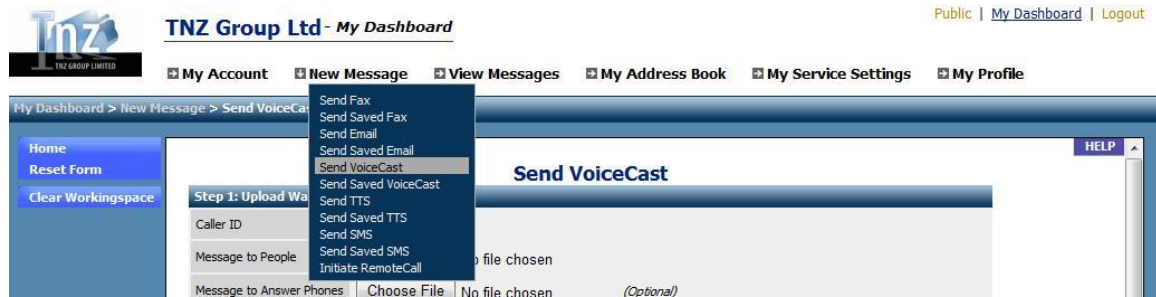 Public | My Dashboard | Logout
Tnz
TNZ GROUP LIMITED
TNZ Group Ltd - My Dashboard
My Account New Message View Messages My Address Book My Service Settings My Profile
My Dashboard > New Message > Send VoiceCa
Send Fax
Send Saved Fax
Send Email
Send Saved Email
Send VoiceCast
Send Saved VoiceCast
Send TTS
Send Saved TTS
Send SMS
Send Saved SMS
Initiate RemoteCall
Home
Reset Form
Clear Workingspace
HELP
Send VoiceCast
Step 1: Upload Wa
Caller ID
Message to People file chosen
Message to Answer Phones Choose File No file chosen (Optional)